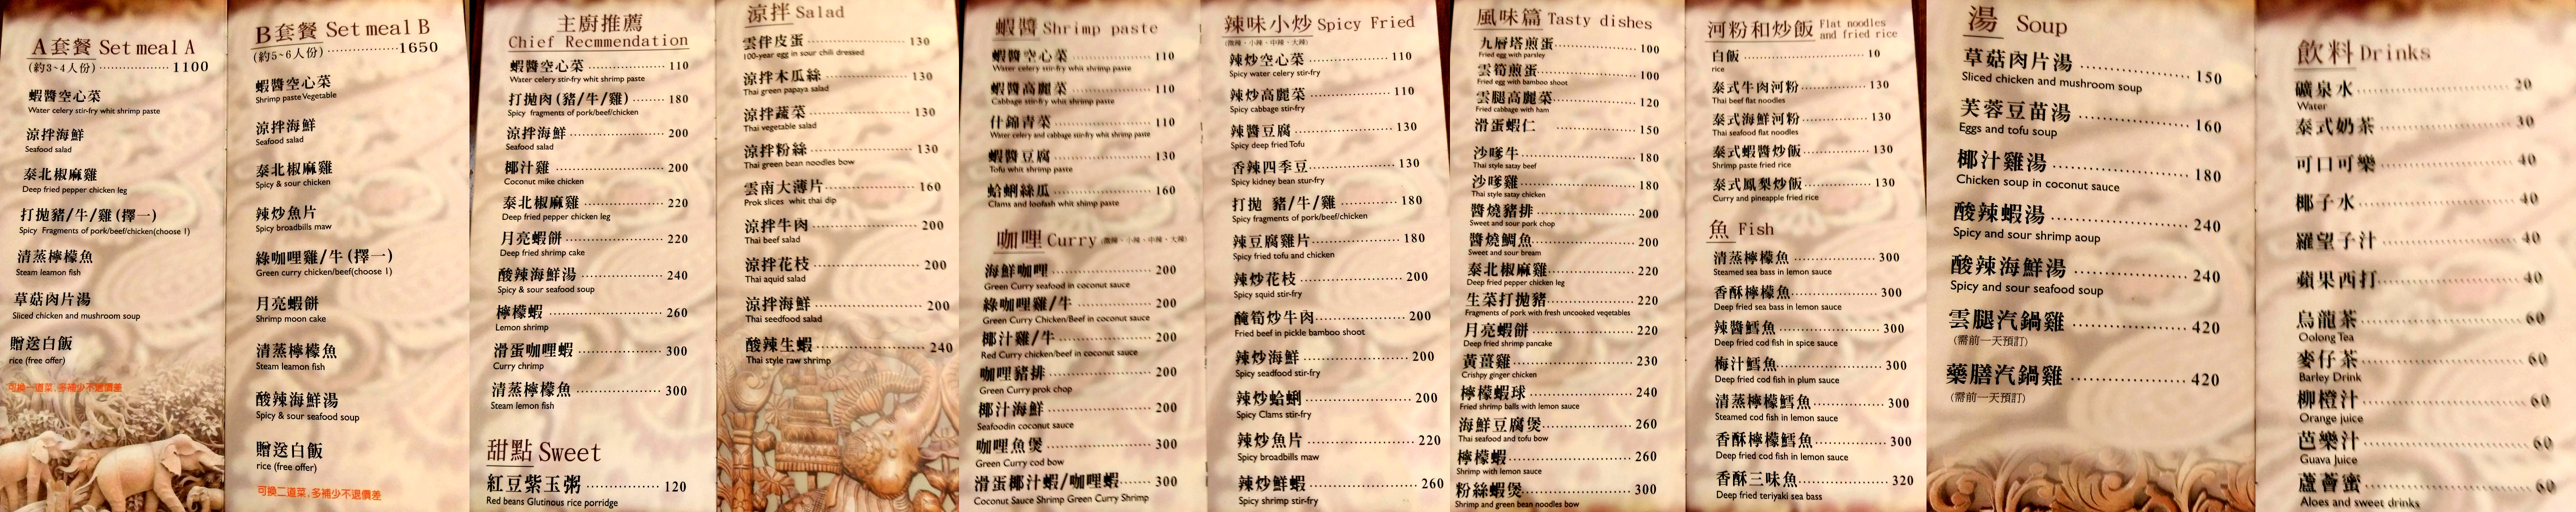 A套餐 Set meal A
(約3~4人份) ················ 1100
蝦醬空心菜
Water celery stir-fry whit shrimp paste
涼拌海鮮
Seafood salad
泰北椒麻雞
Deep fried pepper chicken leg
打拋豬/牛/雞 (擇一)
Spicy Fragments of pork/beef/chicken(choose 1)
清蒸檸檬魚
Steam leamon fish
草菇肉片湯
Sliced chicken and mushroom soup
贈送白飯
rice (free offer)
可換一道菜,多補少不退價差
B套餐 Set meal B
(約5~6人份) ················ 1650
蝦醬空心菜
Shrimp paste Vegetable
涼拌海鮮
Seafood salad
泰北椒麻雞
Spicy & sour chicken
辣炒魚片
Spicy broadbills maw
綠咖哩雞/牛 (擇一)
Green curry chicken/beef(choose 1)
月亮蝦餅
Shrimp moon cake
清蒸檸檬魚
Steam leamon fish
酸辣海鮮湯
Spicy & sour seafood soup
贈送白飯
rice (free offer)
可換二道菜,多補少不退價差
主廚推薦
Chief Recmmendation
蝦醬空心菜 ················ 110
Water celery stir-fry whit shrimp paste
打拋肉 (豬/牛/雞) ········ 180
Spicy fragments of pork/beef/chicken
涼拌海鮮 ················ 200
Seafood salad
椰汁雞 ················ 200
Coconut mike chicken
泰北椒麻雞 ················ 220
Deep fried pepper chicken leg
月亮蝦餅 ················ 220
Deep fried shrimp cake
酸辣海鮮湯 ················ 240
Spicy & sour seafood soup
檸檬蝦 ················ 260
Lemon shrimp
滑蛋咖哩蝦 ················ 300
Curry chrimp
清蒸檸檬魚 ················ 300
Steam lemon fish
甜點 Sweet
紅豆紫玉粥 ················ 120
Red beans Glutinous rice porridge
涼拌 Salad
雲伴皮蛋 ················ 130
100-year egg in sour chili dressed
涼拌木瓜絲 ················ 130
Thai green papaya salad
涼拌蔬菜 ················ 130
Thai vegetable salad
涼拌粉絲 ················ 130
Thai green bean noodles bow
雲南大薄片 ················ 160
Prok slices whit thai dip
涼拌牛肉 ················ 200
Thai beef salad
涼拌花枝 ················ 200
Thai aquid salad
涼拌海鮮 ················ 200
Thai seedfood salad
酸辣生蝦 ················ 240
Thai style raw shrimp
蝦醬 Shrimp paste
蝦醬空心菜 ················ 110
Water celery stir-fry whit shrimp paste
蝦醬高麗菜 ················ 110
Cabbage stir-fry whit shrimp paste
什錦青菜 ················ 110
Water celery and cabbage stir-fry whit shrimp paste
蝦醬豆腐 ················ 130
Tofu whit shrimp paste
蛤蜊絲瓜 ················ 160
Clams and loofash whit shimp paste
咖哩 Curry (微辣、小辣、中辣、大辣)
海鮮咖哩 ················ 200
Green Curry seafood in coconut sauce
綠咖哩雞/牛 ················ 200
Green Curry Chicken/Beef in coconut sauce
椰汁雞/牛 ················ 200
Red Curry chicken/beef in coconut sauce
咖哩豬排 ················ 200
Green Curry prok chop
椰汁海鮮 ················ 200
Seafoodin coconut sauce
咖哩魚煲 ················ 300
Green Curry cod bow
滑蛋椰汁蝦/咖哩蝦 ········ 300
Coconut Sauce Shrimp Green Curry Shrimp
辣味小炒 Spicy Fried
(微辣、小辣、中辣、大辣)
辣炒空心菜 ················ 110
Spicy water celery stir-fry
辣炒高麗菜 ················ 110
Spicy cabbage stir-fry
辣醬豆腐 ················ 130
Spicy deep fried Tofu
香辣四季豆 ················ 130
Spicy kidney bean stur-fry
打拋 豬/牛/雞 ················ 180
Spicy fragments of pork/beef/chicken
辣豆腐雞片 ················ 180
Spicy fried tofu and chicken
辣炒花枝 ················ 200
Spicy squid stir-fry
醃筍炒牛肉 ················ 200
Fried beef in pickle bamboo shoot
辣炒海鮮 ················ 200
Spicy seadfood stir-fry
辣炒蛤蜊 ················ 200
Spicy Clams stir-fry
辣炒魚片 ················ 220
Spicy broadbills maw
辣炒鮮蝦 ················ 260
Spicy shrimp stir-fry
風味篇 Tasty dishes
九層塔煎蛋 ················ 100
Fried egg with parsley
雲筍煎蛋 ················ 100
Fried egg with bamboo shoot
雲腿高麗菜 ················ 120
Fried cabbage with ham
滑蛋蝦仁 ················ 150
沙嗲牛 ················ 180
Thai style satay beef
沙嗲雞 ················ 180
Thai style satay chicken
醬燒豬排 ················ 200
Sweet and sour pork chop
醬燒鯛魚 ················ 200
Sweet and sour bream
泰北椒麻雞 ················ 220
Deep fried pepper chicken leg
生菜打拋豬 ················ 220
Fragments of pork with fresh uncooked vegetables
月亮蝦餅 ················ 220
Deep fried shrimp pancake
黃薑雞 ················ 230
Crishpy ginger chicken
檸檬蝦球 ················ 240
Fried shrimp balls with lemon sauce
海鮮豆腐煲 ················ 260
Thai seafood and tofu bow
檸檬蝦 ················ 260
Shrimp with lemon sauce
粉絲蝦煲 ················ 300
Shrimp and green bean noodles bow
河粉和炒飯 Flat noodles and fried rice
白飯 ················ 10
rice
泰式牛肉河粉 ················ 130
Thai beef flat noodles
泰式海鮮河粉 ················ 130
Thai seafood flat noodles
泰式蝦醬炒飯 ················ 130
Shrimp paste fried rice
泰式鳳梨炒飯 ················ 130
Curry and pineapple fried rice
魚 Fish
清蒸檸檬魚 ················ 300
Steamed sea bass in lemon sauce
香酥檸檬魚 ················ 300
Deep fried sea bass in lemon sauce
辣醬鱈魚 ················ 300
Deep fried cod fish in spice sauce
梅汁鱈魚 ················ 300
Deep fried cod fish in plum sauce
清蒸檸檬鱈魚 ················ 300
Steamed cod fish in lemon sauce
香酥檸檬鱈魚 ················ 300
Deep fried cod fish in lemon sauce
香酥三味魚 ················ 320
Deep fried teriyaki sea bass
湯 Soup
草菇肉片湯 ················ 150
Sliced chicken and mushroom soup
芙蓉豆苗湯 ················ 160
Eggs and tofu soup
椰汁雞湯 ················ 180
Chicken soup in coconut sauce
酸辣蝦湯 ················ 240
Spicy and sour shrimp aoup
酸辣海鮮湯 ················ 240
Spicy and sour seafood soup
雲腿汽鍋雞 ················ 420
(需前一天預訂)
藥膳汽鍋雞 ················ 420
(需前一天預訂)
飲料 Drinks
礦泉水 ················ 20
Water
泰式奶茶 ················ 30
可口可樂 ················ 40
椰子水 ················ 40
羅望子汁 ················ 40
蘋果西打 ················ 40
烏龍茶 ················ 60
Oolong Tea
麥仔茶 ················ 60
Barley Drink
柳橙汁 ················ 60
Orange juice
芭樂汁 ················ 60
Guava Juice
蘆薈蜜 ················ 60
Aloes and sweet drinks